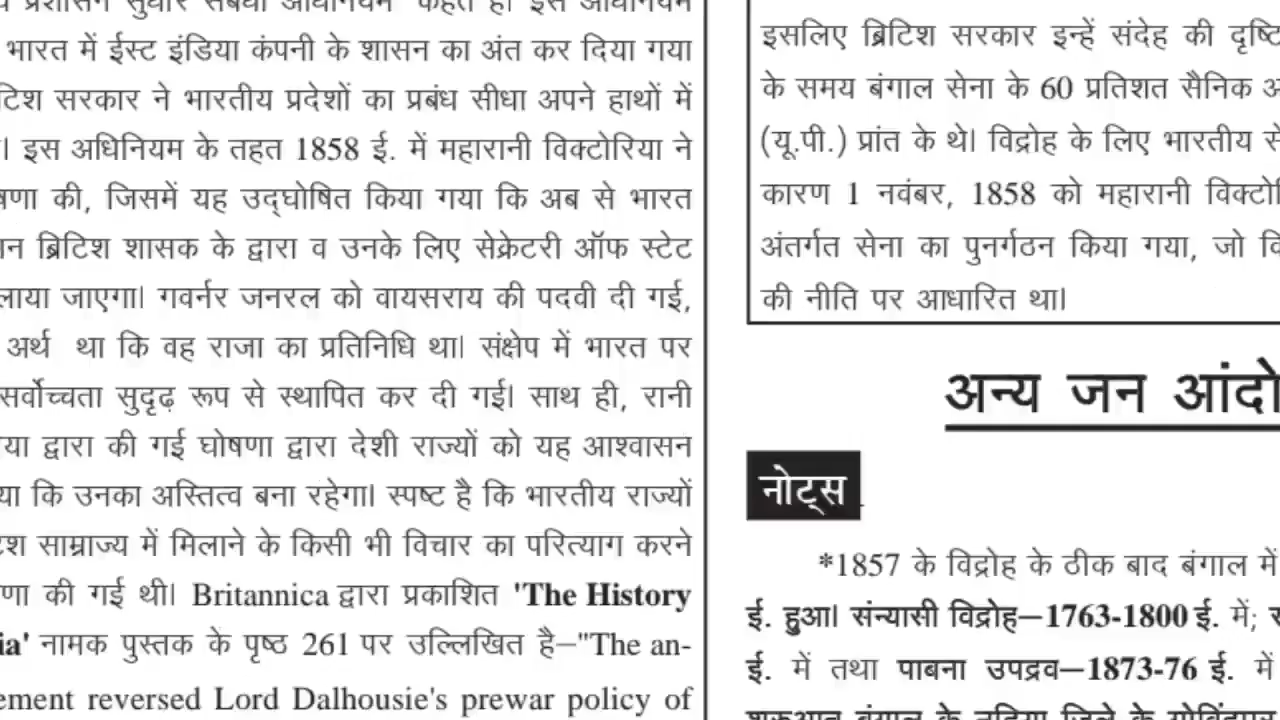 भारत में ईस्ट इंडिया कंपनी के शासन का अंत कर दिया गया
सरकार ने भारतीय प्रदेशों का प्रबंध सीधा अपने हाथों में
। इस अधिनियम के तहत 1858 ई. में महारानी विक्टोरिया ने
की, जिसमें यह उद्घोषित किया गया कि अब से भारत
ब्रिटिश शासक के द्वारा व उनके लिए सेक्रेटरी ऑफ स्टेट
जाएगा। गवर्नर जनरल को वायसराय की पदवी दी गई,
अर्थ था कि वह राजा का प्रतिनिधि था। संक्षेप में भारत पर
सर्वोच्चता सुदृढ़ रूप से स्थापित कर दी गई। साथ ही, रानी
द्वारा की गई घोषणा द्वारा देशी राज्यों को यह आश्वासन
कि उनका अस्तित्व बना रहेगा। स्पष्ट है कि भारतीय राज्यों
साम्राज्य में मिलाने के किसी भी विचार का परित्याग करने
की गई थी। Britannica द्वारा प्रकाशित 'The History
नामक पुस्तक के पृष्ठ 261 पर उल्लिखित है–"The an-
ement reversed Lord Dalhousie's prewar policy of
इसलिए ब्रिटिश सरकार इन्हें संदेह की दृष्टि
के समय बंगाल सेना के 60 प्रतिशत सैनिक
(यू.पी.) प्रांत के थे। विद्रोह के लिए भारतीय
कारण 1 नवंबर, 1858 को महारानी
अंतर्गत सेना का पुनर्गठन किया गया, जो
की नीति पर आधारित था।
अन्य जन
नोट्स
*1857 के विद्रोह के ठीक बाद बंगाल में
ई. हुआ। संन्यासी विद्रोह–1763-1800 ई. में;
ई. में तथा पाबना उपद्रव–1873-76 ई. में